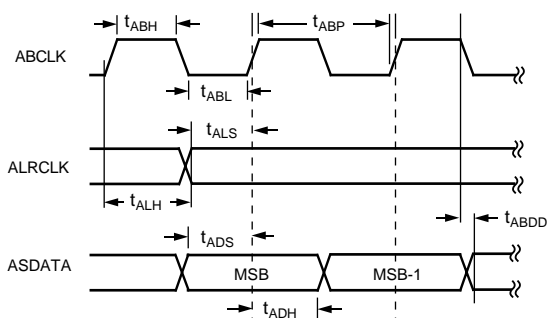 tABH
tABP
ABCLK
tABL
tALS
ALRCLK
tALH
tABDD
tADS
ASDATA
MSB
MSB-1
tADH